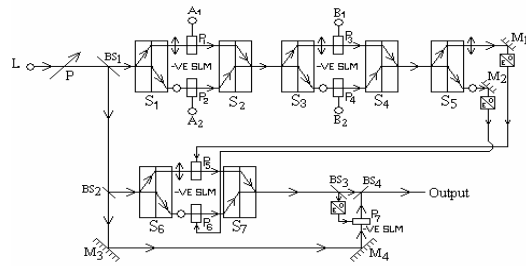 A1
B1
L
P
BS1
P1
-VE SLM
P2
S1
S2
A2
P3
-VE SLM
P4
S3
S4
B2
S5
M1
M2
BS2
P5
-VE SLM
P6
S6
S7
BS3
BS4
Output
P7
-VE SLM
M3
M4